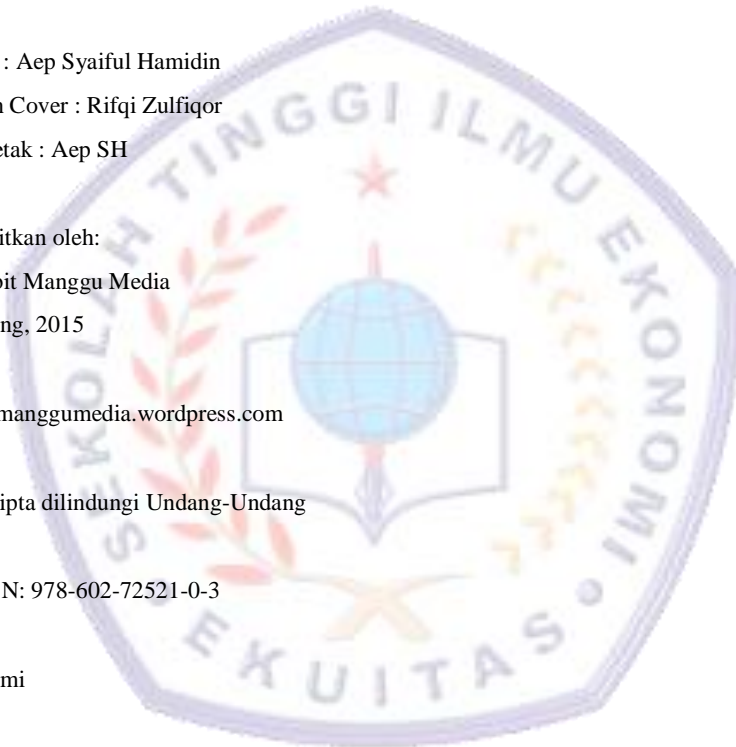 : Aep Syaiful Hamidin
n Cover : Rifqi Zulfiqor
etak : Aep SH
itkan oleh:
bit Manggu Media
ng, 2015
manggumedia.wordpress.com
ipta dilindungi Undang-Undang
N: 978-602-72521-0-3
mi
SEKOLAH TINGGI ILMU EKONOMI
EKUITAS